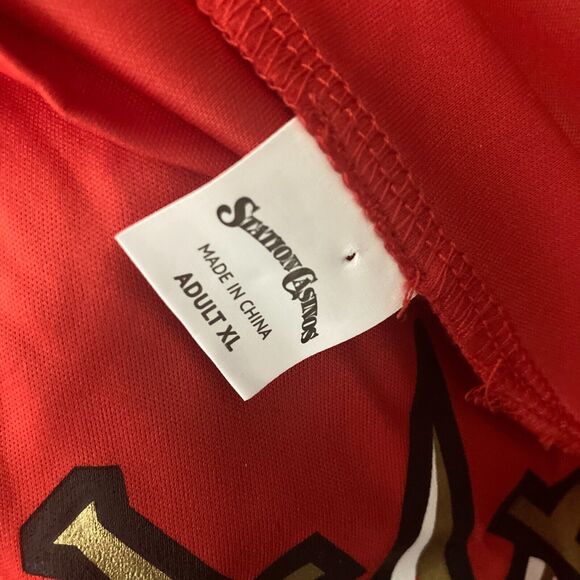 STATION CASINOS
MADE IN CHINA
ADULT XL